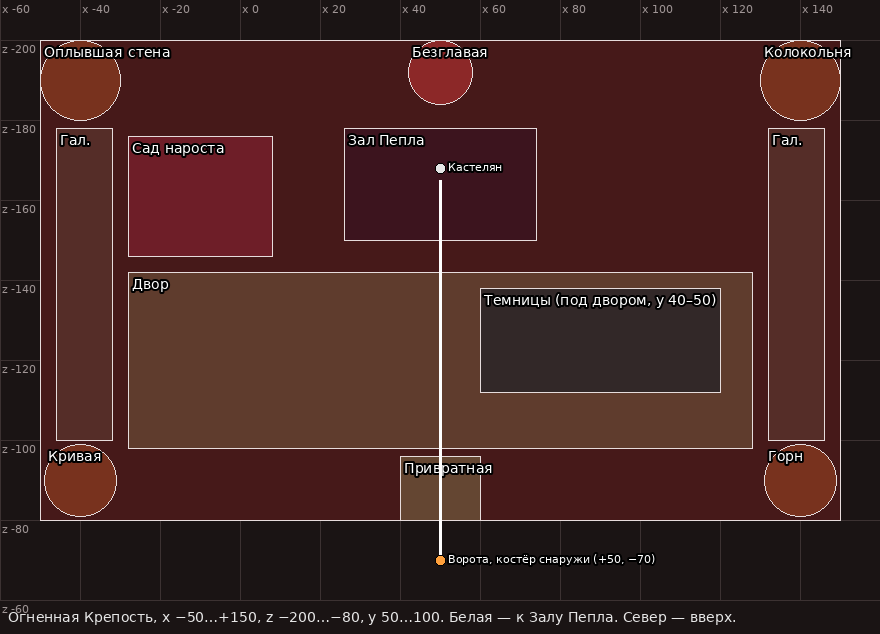 x -60
x -40
x -20
x 0
x 20
x 40
x 60
x 80
x 100
x 120
x 140
z -200
Оплывшая стена
Безглавая
Колокольня
z -180
Гал.
Сад нароста
Зал Пепла
Гал.
Кастелян
z -160
z -140
Двор
Темницы (под двором, y 40–50)
z -120
z -100
Кривая
Привратная
Горн
z -80
Ворота, костёр снаружи (+50, −70)
z -60
Огненная Крепость, x −50…+150, z −200…−80, y 50…100. Белая — к Залу Пепла. Север — вверх.